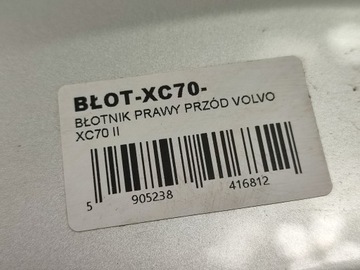 BŁOT-XC70-
BŁOTNIK PRAWY PRZÓD VOLVO
XC70 II
5 905238 416812